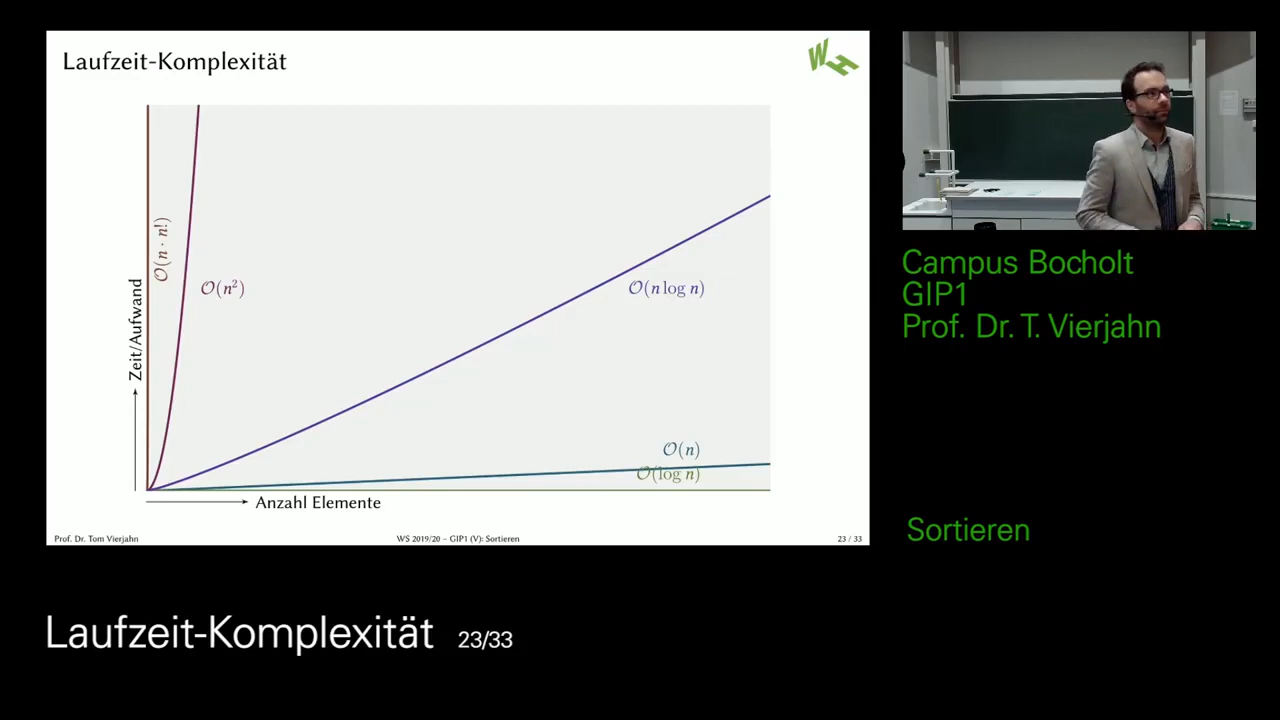 Laufzeit-Komplexität
WH
O(n · n!)
O(n²)
O(n log n)
O(n)
O(log n)
Zeit/Aufwand
Anzahl Elemente
Prof. Dr. Tom Vierjahn
WS 2019/20 – GIP1 (V): Sortieren
23 / 33
Campus Bocholt
GIP1
Prof. Dr. T. Vierjahn
Sortieren
Laufzeit-Komplexität 23/33